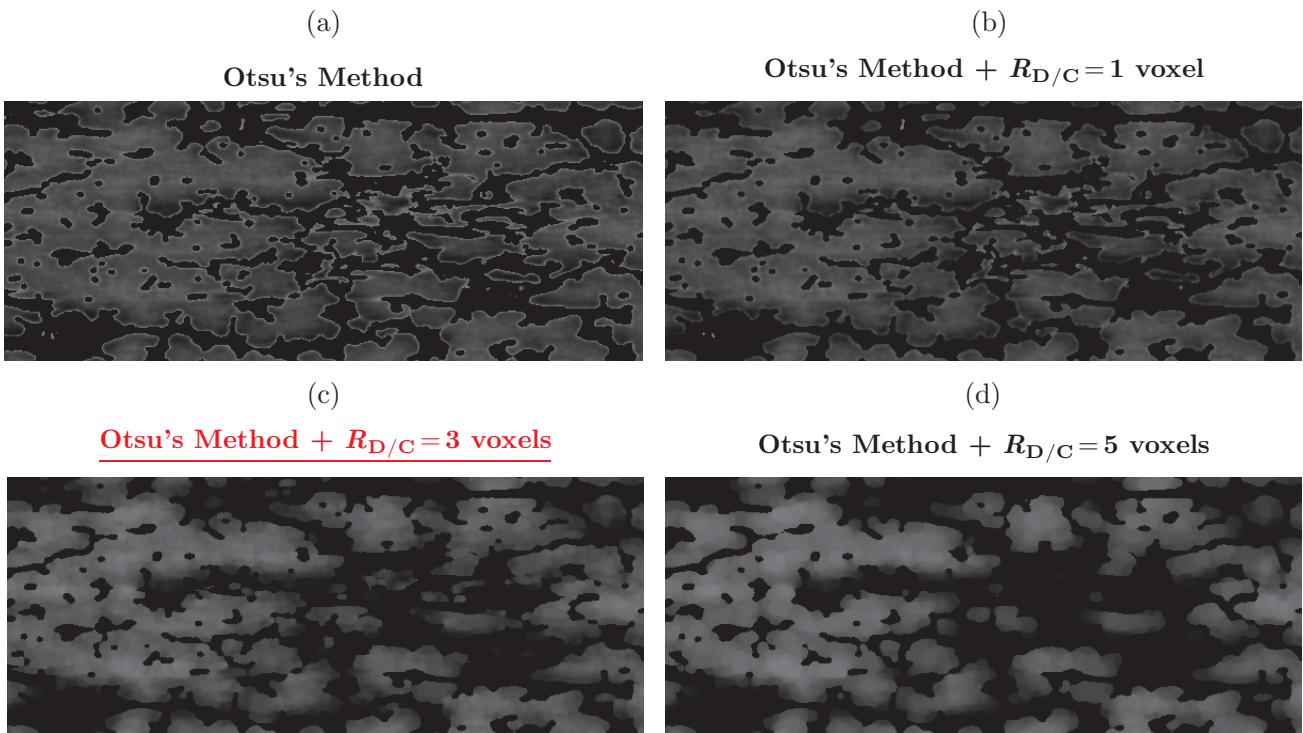 (a)
(b)
Otsu's Method
Otsu's Method + R_D/C = 1 voxel
(c)
(d)
Otsu's Method + R_D/C = 3 voxels
Otsu's Method + R_D/C = 5 voxels